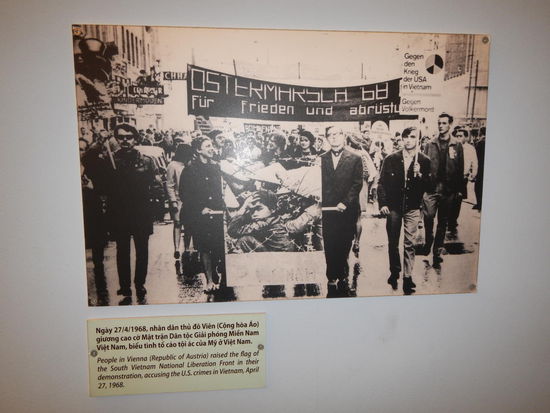 CHR
KINDERMODEN
OSTERMARSCH 68
für frieden und abrüstu
Gegen
den
Krieg
der USA
in Vietnam
Gegen
Völkermord
Ngày 27/4/1968, nhân dân thủ đô Viên (Cộng hòa Áo)
giương cao cờ Mặt trận Dân tộc Giải phóng Miền Nam
Việt Nam, biểu tình tố cáo tội ác của Mỹ ở Việt Nam.
People in Vienna (Republic of Austria) raised the flag of
the South Vietnam National Liberation Front in their
demonstration, accusing the U.S. crimes in Vietnam, April
27, 1968.